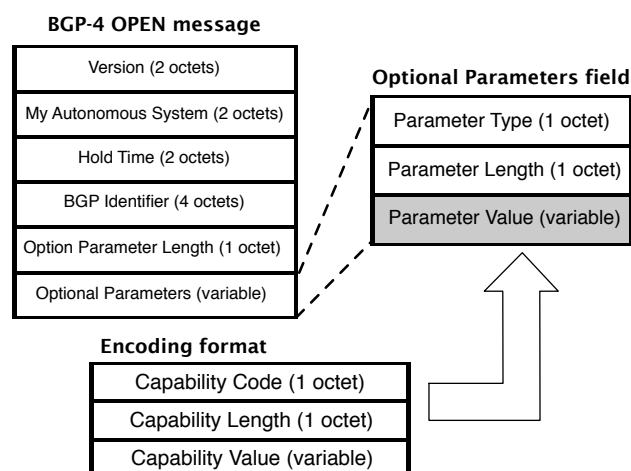 BGP-4 OPEN message
Version (2 octets)
My Autonomous System (2 octets)
Hold Time (2 octets)
BGP Identifier (4 octets)
Option Parameter Length (1 octet)
Optional Parameters (variable)
Optional Parameters field
Parameter Type (1 octet)
Parameter Length (1 octet)
Parameter Value (variable)
Encoding format
Capability Code (1 octet)
Capability Length (1 octet)
Capability Value (variable)